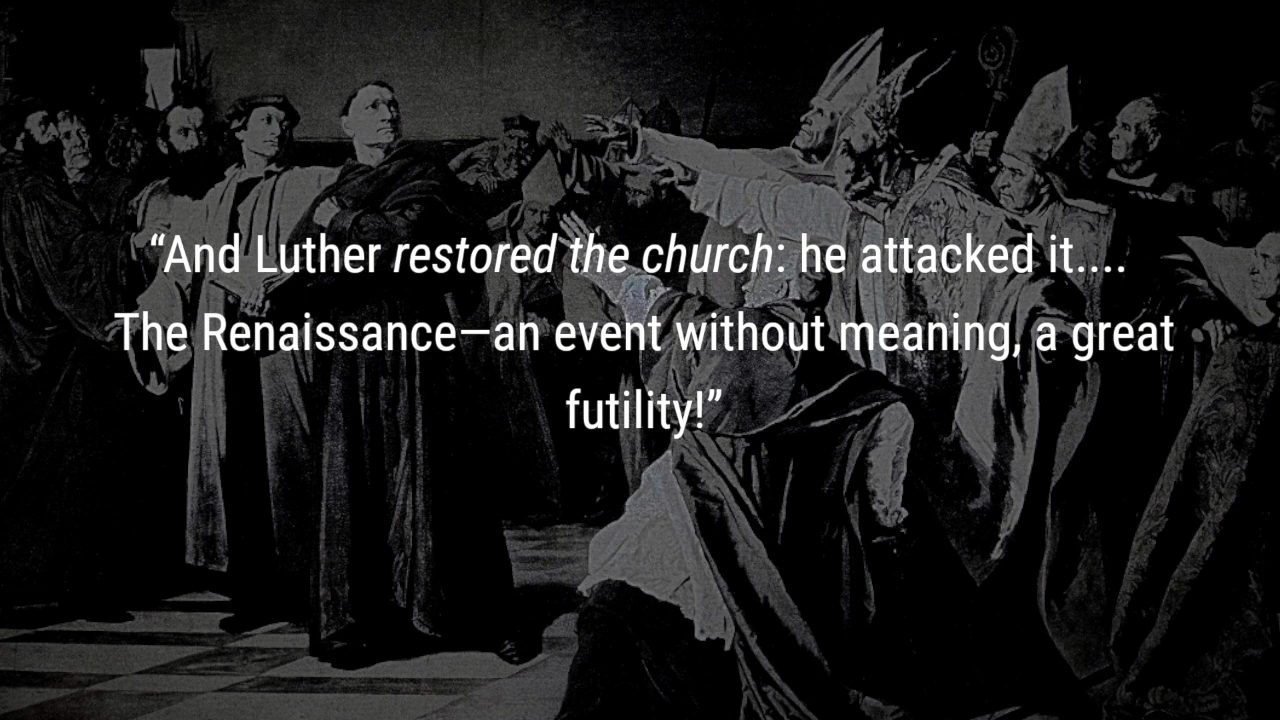 “And Luther restored the church: he attacked it....
The Renaissance—an event without meaning, a great
futility!”